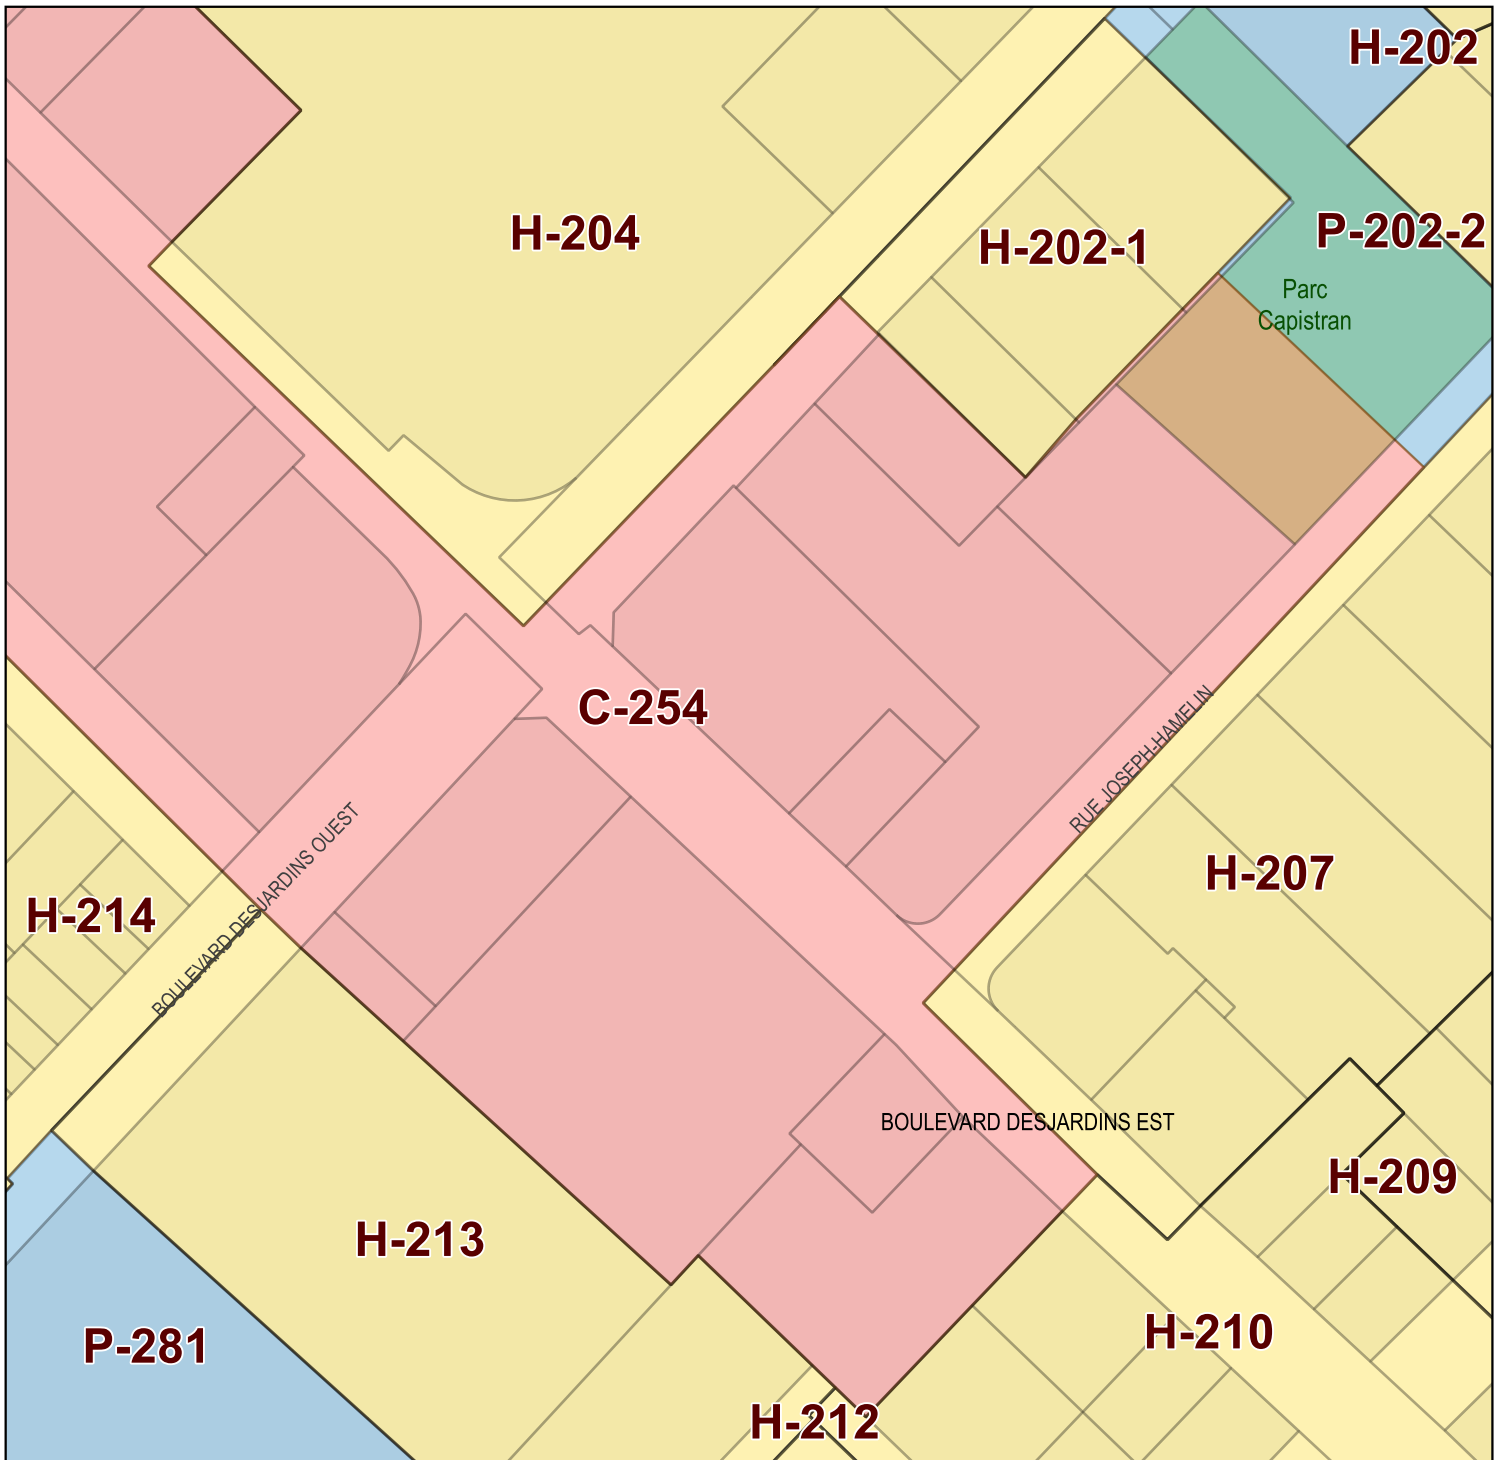 H-202
H-204
H-202-1
P-202-2
Parc
Capistran
C-254
RUE JOSEPH-HAMELIN
H-207
BOULEVARD DESJARDINS OUEST
H-214
BOULEVARD DESJARDINS EST
H-209
H-213
H-210
P-281
H-212